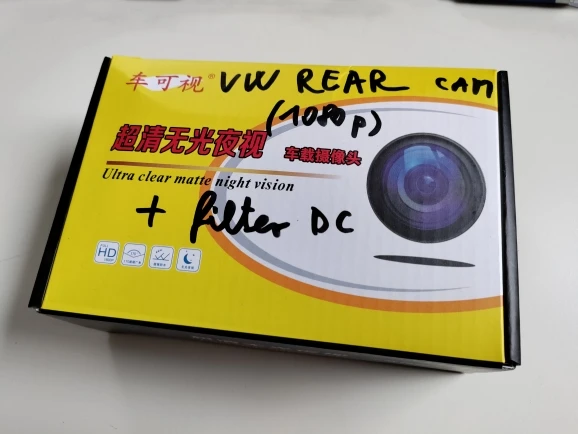 车可视® VW REAR CAM
(1080p)
超清无光夜视 车载摄像头
Ultra clear matte night vision
+ filter DC
HD